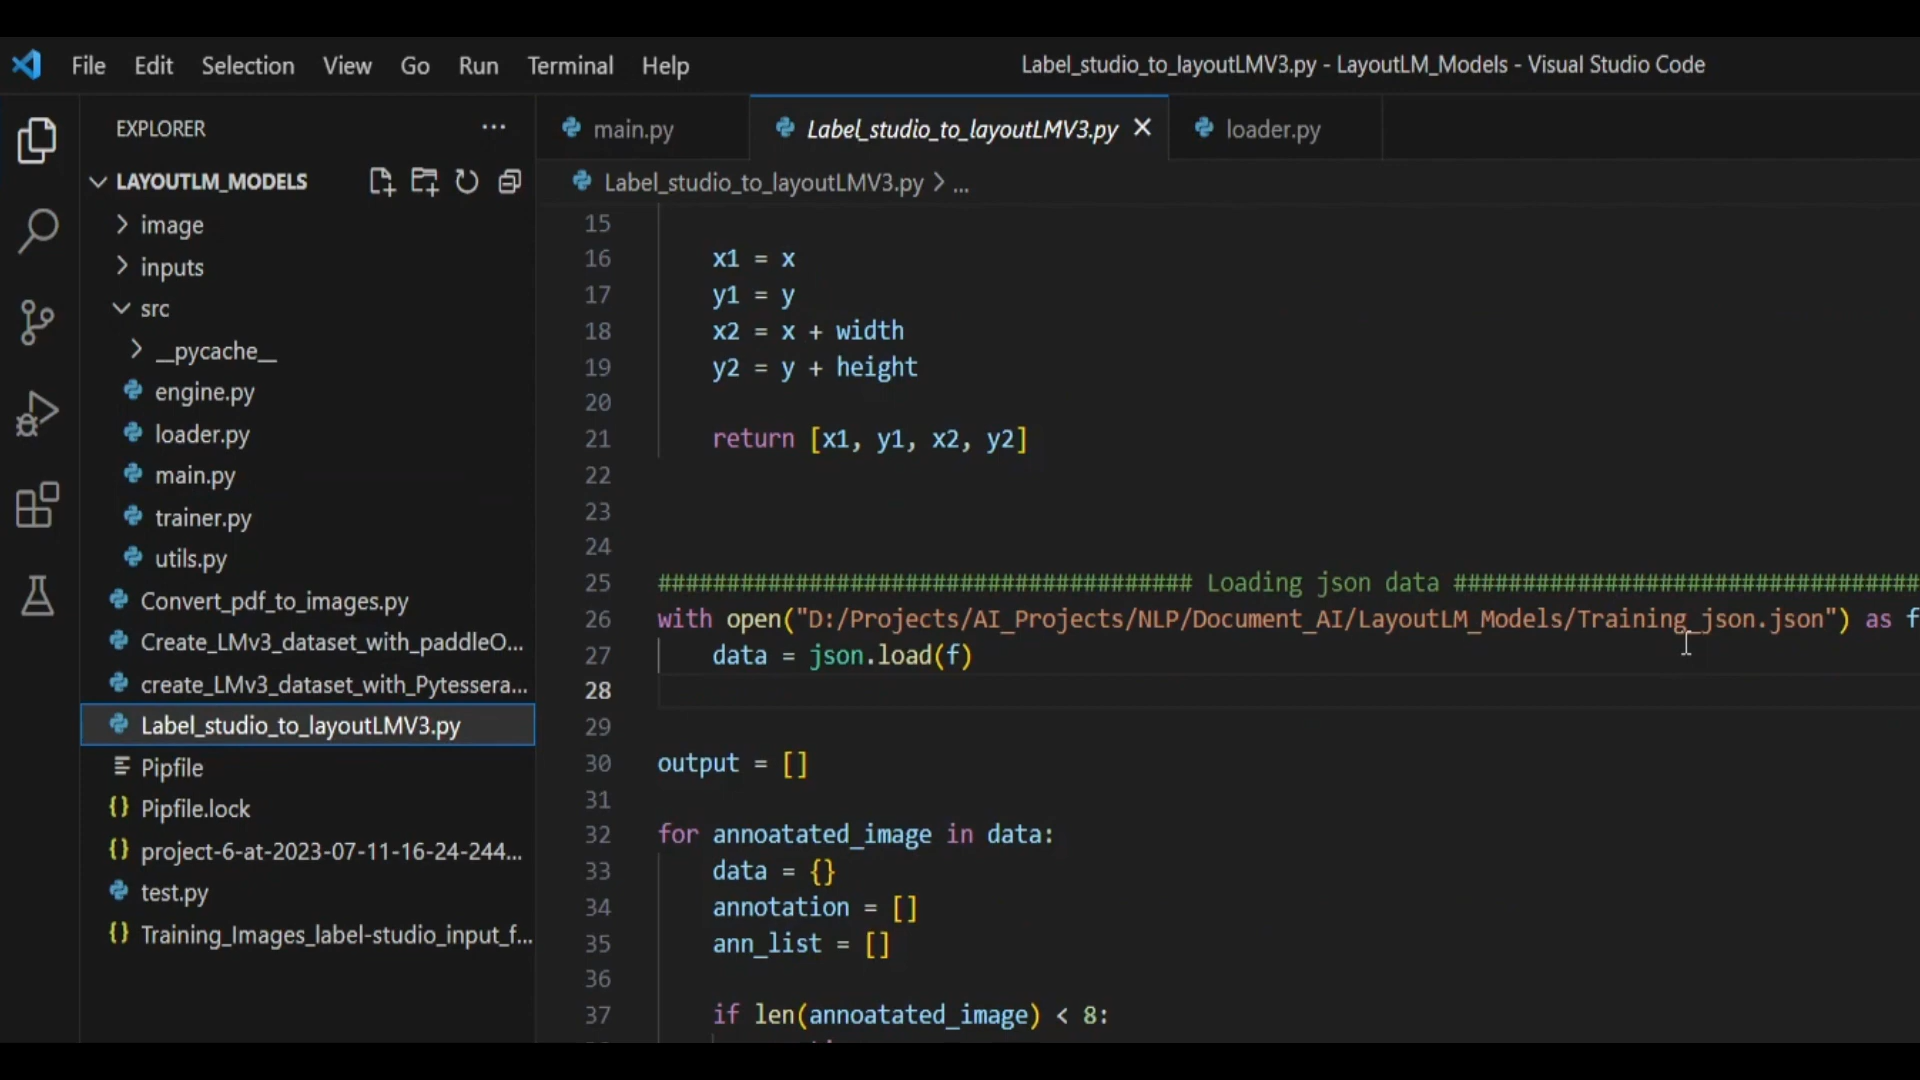 File Edit Selection View Go Run Terminal Help
Label_studio_to_layoutLMV3.py - LayoutLM_Models - Visual Studio Code
EXPLORER
LAYOUTLM_MODELS
image
inputs
src
__pycache__
engine.py
loader.py
main.py
trainer.py
utils.py
Convert_pdf_to_images.py
Create_LMv3_dataset_with_paddleO...
create_LMv3_dataset_with_Pytessera...
Label_studio_to_layoutLMV3.py
Pipfile
Pipfile.lock
project-6-at-2023-07-11-16-24-244...
test.py
Training_Images_label-studio_input_f...
main.py Label_studio_to_layoutLMV3.py loader.py
Label_studio_to_layoutLMV3.py > ...
15
16 x1 = x
17 y1 = y
18 x2 = x + width
19 y2 = y + height
20
21 return [x1, y1, x2, y2]
22
23
24
25 ####################################### Loading json data ##################################
26 with open("D:/Projects/AI_Projects/NLP/Document_AI/LayoutLM_Models/Training_json.json") as f
27 data = json.load(f)
28
29
30 output = []
31
32 for annoatated_image in data:
33 data = {}
34 annotation = []
35 ann_list = []
36
37 if len(annoatated_image) < 8: